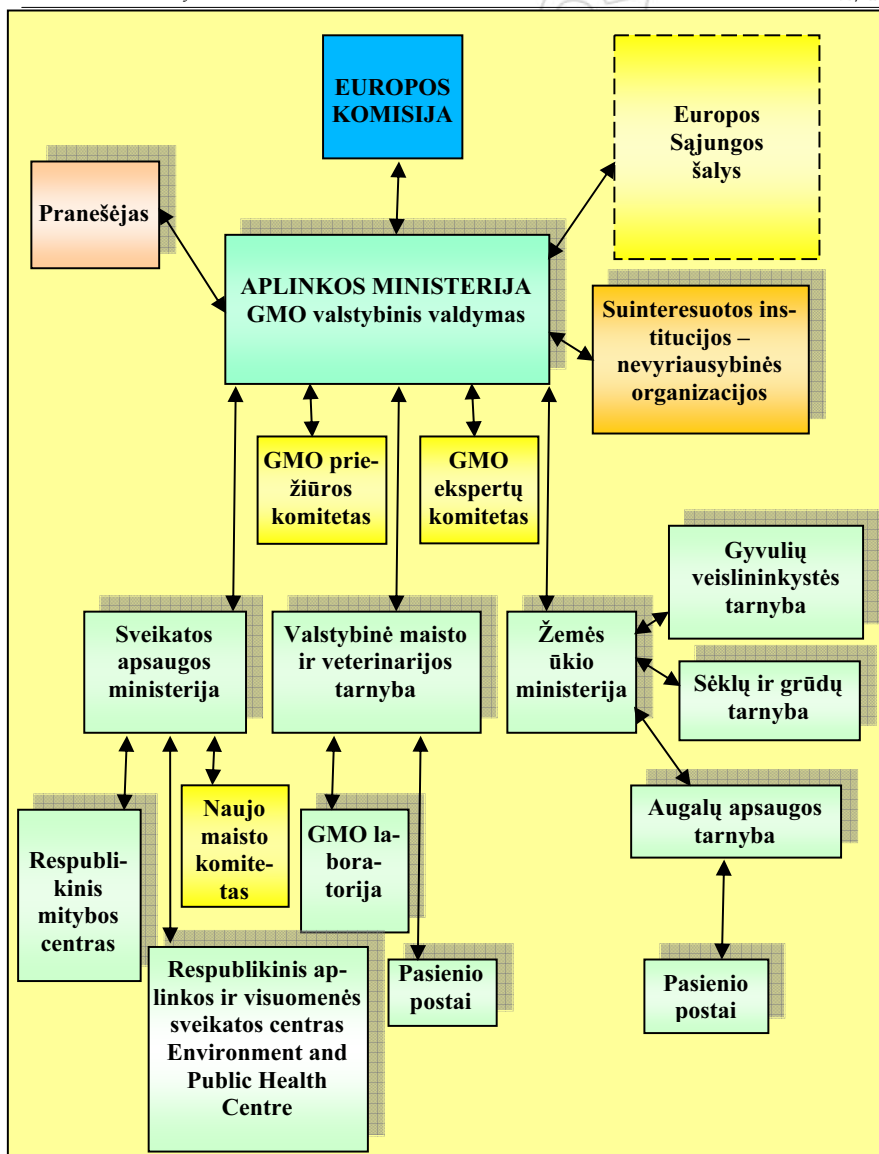 EUROPOS
KOMISIJA
Europos
Sąjungos
šalys
Pranešėjas
APLINKOS MINISTERIJA
GMO valstybinis valdymas
Suinteresuotos ins-
titucijos –
nevyriausybinės
organizacijos
GMO prie-
žiūros
komitetas
GMO
ekspertų
komitetas
Gyvulių
veislininkystės
tarnyba
Sveikatos
apsaugos
ministerija
Valstybinė maisto
ir veterinarijos
tarnyba
Žemės
ūkio
ministerija
Sėklų ir grūdų
tarnyba
Respubli-
kinis
mitybos
centras
Naujo
maisto
komite-
tas
GMO la-
bora-
torija
Augalų apsaugos
tarnyba
Respublikinis ap-
linkos ir visuomenės
sveikatos centras
Environment and
Public Health
Centre
Pasienio
postai
Pasienio
postai